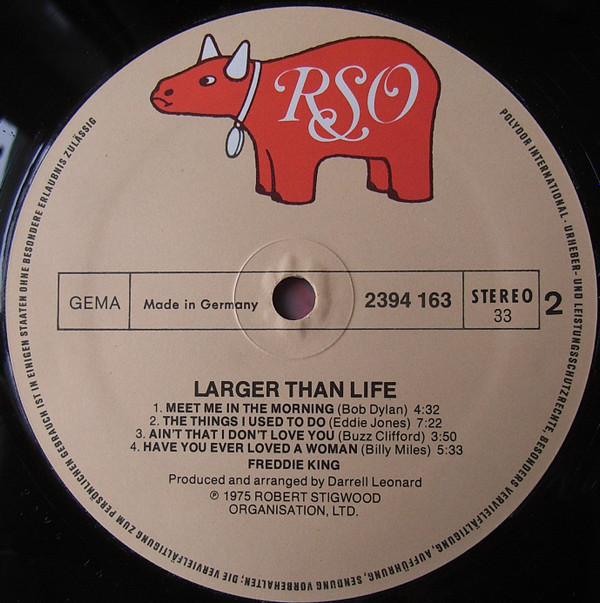 RSO
GEMA
Made in Germany
2394 163
STEREO
33
2
LARGER THAN LIFE
1. MEET ME IN THE MORNING (Bob Dylan) 4:32
2. THE THINGS I USED TO DO (Eddie Jones) 7:22
3. AIN'T THAT I DON'T LOVE YOU (Buzz Clifford) 3:50
4. HAVE YOU EVER LOVED A WOMAN (Billy Miles) 5:33
FREDDIE KING
Produced and arranged by Darrell Leonard
℗ 1975 ROBERT STIGWOOD
ORGANISATION, LTD.
POLYDOR INTERNATIONAL · URHEBER- UND LEISTUNGSSCHUTZRECHTE, BESONDERS VERVIELFÄLTIGUNG, AUFFÜHRUNG, SENDUNG VORBEHALTEN; DIE VERVIELFÄLTIGUNG ZUM PERSÖNLICHEN GEBRAUCH IST IN EINIGEN STAATEN OHNE BESONDERE ERLAUBNIS ZULÄSSIG